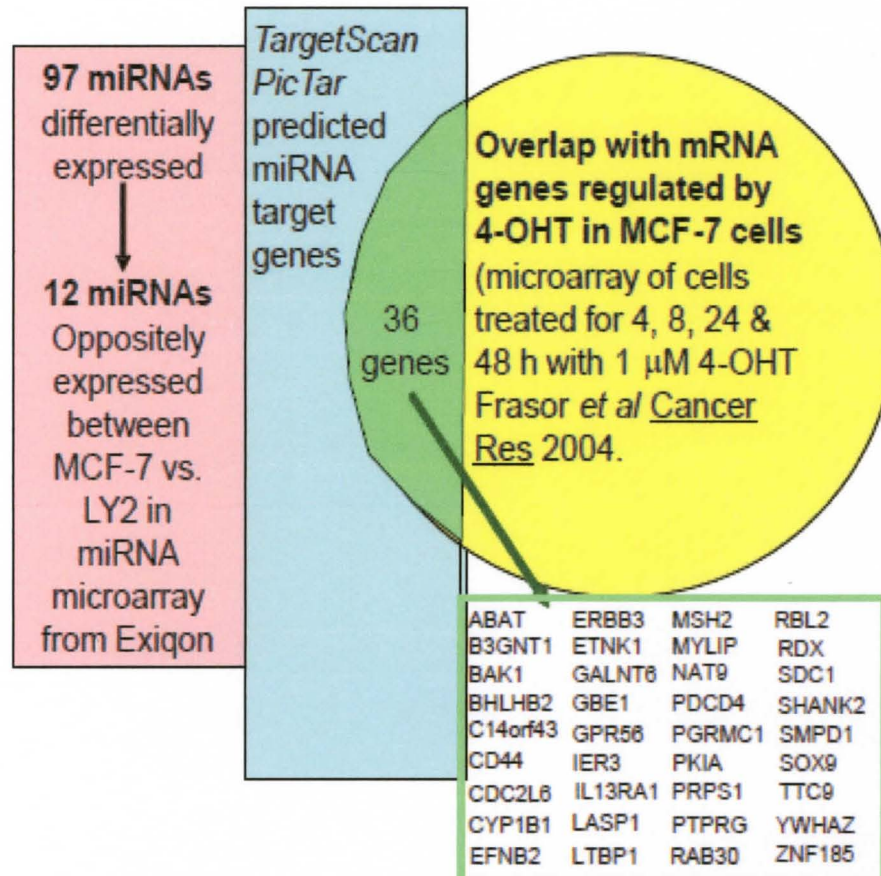 97 miRNAs
differentially
expressed
12 miRNAs
Oppositely
expressed
between
MCF-7 vs.
LY2 in
miRNA
microarray
from Exiqon
TargetScan
PicTar
predicted
miRNA
target
genes
36
genes
Overlap with mRNA
genes regulated by
4-OHT in MCF-7 cells
(microarray of cells
treated for 4, 8, 24 &
48 h with 1 μM 4-OHT
Frasor et al Cancer
Res 2004.
ABAT ERBB3 MSH2 RBL2
B3GNT1 ETNK1 MYLIP RDX
BAK1 GALNT6 NAT9 SDC1
BHLHB2 GBE1 PDCD4 SHANK2
C14orf43 GPR56 PGRMC1 SMPD1
CD44 IER3 PKIA SOX9
CDC2L6 IL13RA1 PRPS1 TTC9
CYP1B1 LASP1 PTPRG YWHAZ
EFNB2 LTBP1 RAB30 ZNF185